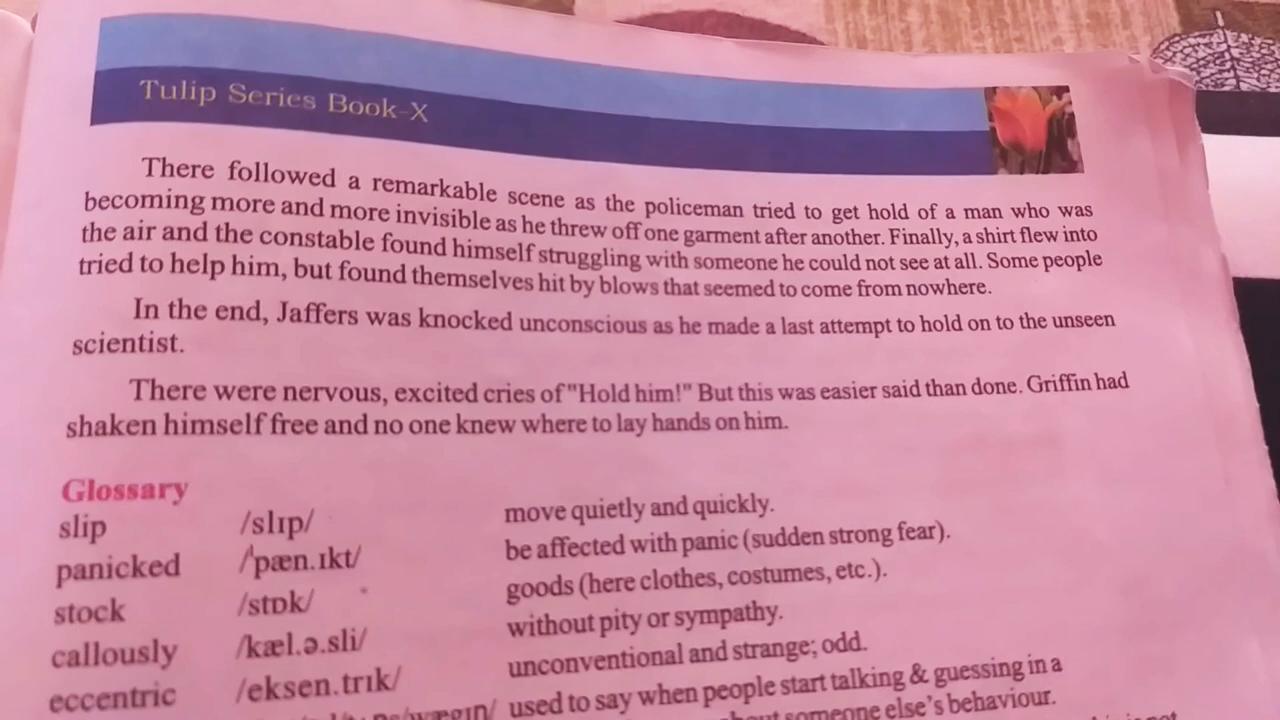 Tulip Series Book-X
There followed a remarkable scene as the policeman tried to get hold of a man who was
becoming more and more invisible as he threw off one garment after another. Finally, a shirt flew into
the air and the constable found himself struggling with someone he could not see at all. Some people
tried to help him, but found themselves hit by blows that seemed to come from nowhere.
In the end, Jaffers was knocked unconscious as he made a last attempt to hold on to the unseen
scientist.
There were nervous, excited cries of "Hold him!" But this was easier said than done. Griffin had
shaken himself free and no one knew where to lay hands on him.
Glossary
slip /slɪp/ move quietly and quickly.
panicked /ˈpæn.ɪkt/ be affected with panic (sudden strong fear).
stock /stɒk/ goods (here clothes, costumes, etc.).
callously /kæl.ə.sli/ without pity or sympathy.
eccentric /eksen.trɪk/ unconventional and strange; odd.
used to say when people start talking & guessing in a
someone else's behaviour.